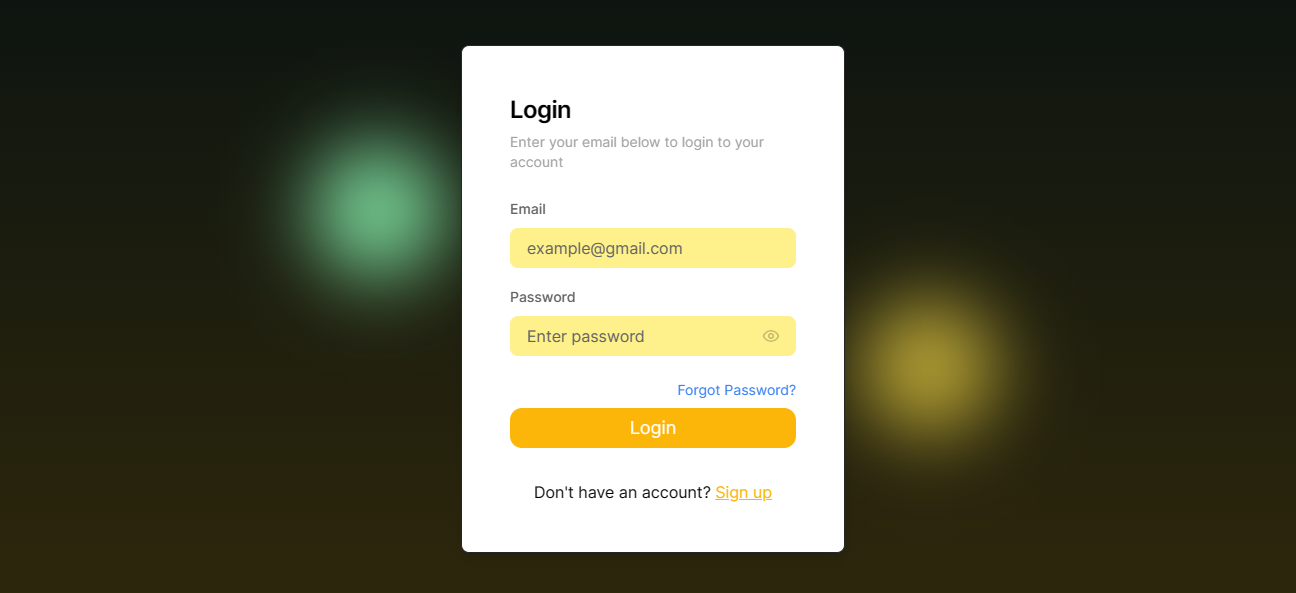 Login
Enter your email below to login to your
account
Email
example@gmail.com
Password
Enter password
Forgot Password?
Login
Don't have an account? Sign up